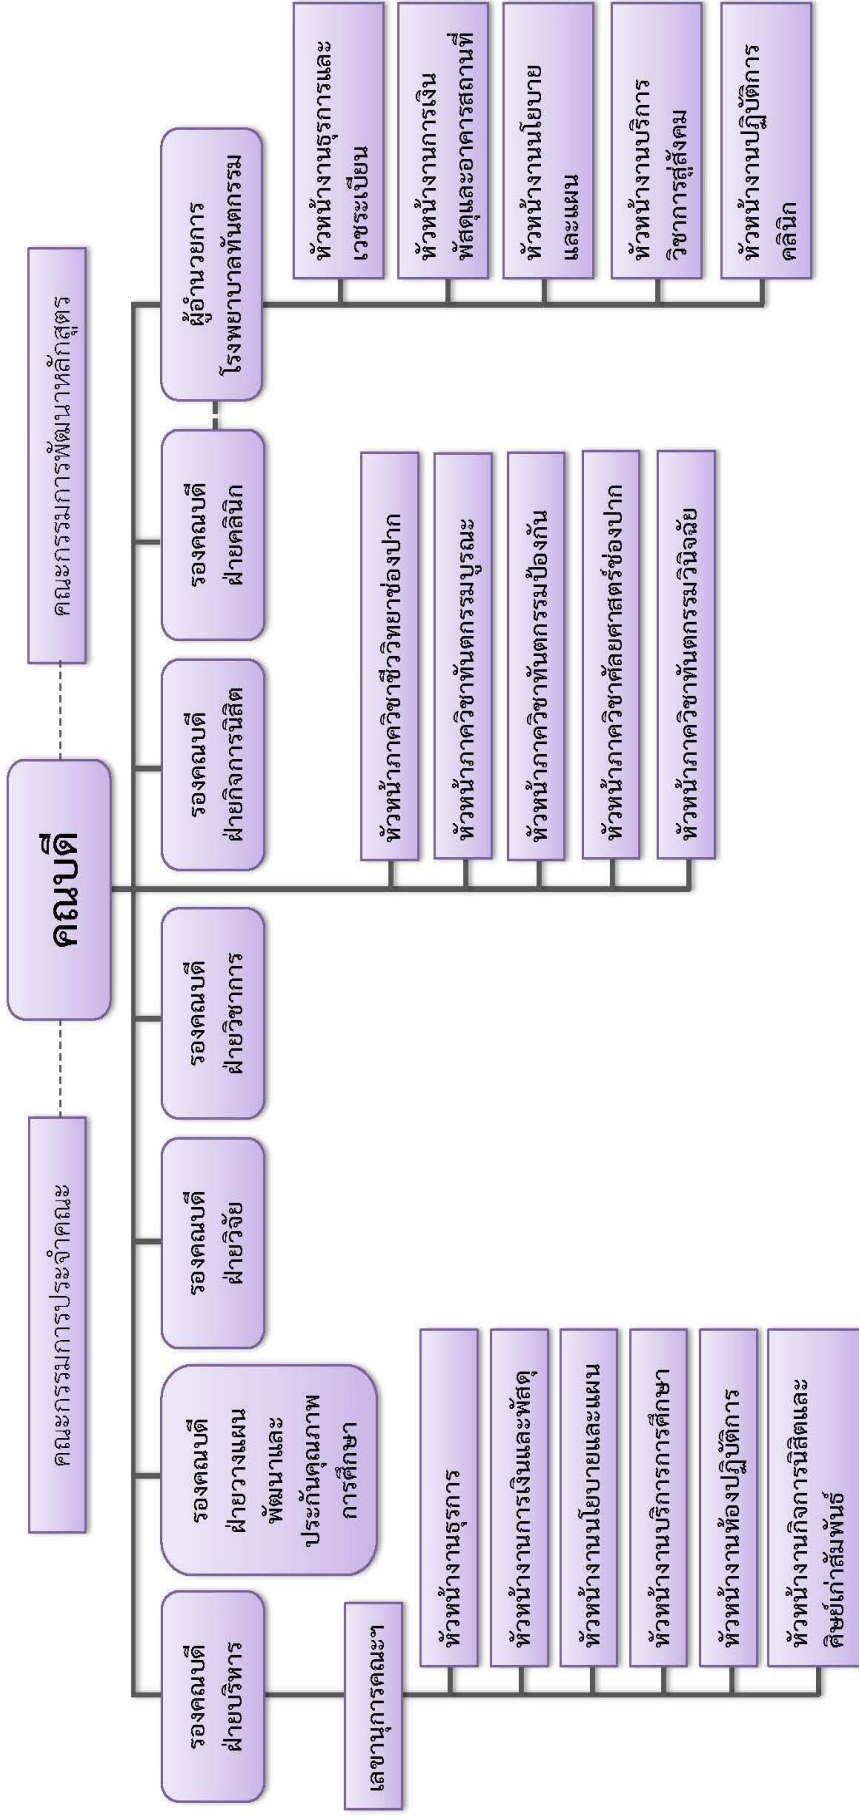 คณบดี
คณะกรรมการประจำคณะ
คณะกรรมการพัฒนาหลักสูตร
รองคณบดี
ฝ่ายบริหาร
รองคณบดี
ฝ่ายวางแผน
พัฒนาและ
ประกันคุณภาพ
การศึกษา
รองคณบดี
ฝ่ายวิจัย
รองคณบดี
ฝ่ายวิชาการ
รองคณบดี
ฝ่ายกิจการนิสิต
รองคณบดี
ฝ่ายคลินิก
ผู้อำนวยการ
โรงพยาบาลทันตกรรม
เลขานุการคณะฯ
หัวหน้างานธุรการ
หัวหน้างานการเงินและพัสดุ
หัวหน้างานนโยบายและแผน
หัวหน้างานบริการการศึกษา
หัวหน้างานห้องปฏิบัติการ
หัวหน้างานกิจการนิสิตและ
ศิษย์เก่าสัมพันธ์
หัวหน้าภาควิชาชีววิทยาช่องปาก
หัวหน้าภาควิชาทันตกรรมบูรณะ
หัวหน้าภาควิชาทันตกรรมป้องกัน
หัวหน้าภาควิชาศัลยศาสตร์ช่องปาก
หัวหน้าภาควิชาทันตกรรมวินิจฉัย
หัวหน้างานธุรการและ
เวชระเบียน
หัวหน้างานการเงิน
พัสดุและอาคารสถานที่
หัวหน้างานนโยบาย
และแผน
หัวหน้างานบริการ
วิชาการสู่สังคม
หัวหน้างานปฏิบัติการ
คลินิก